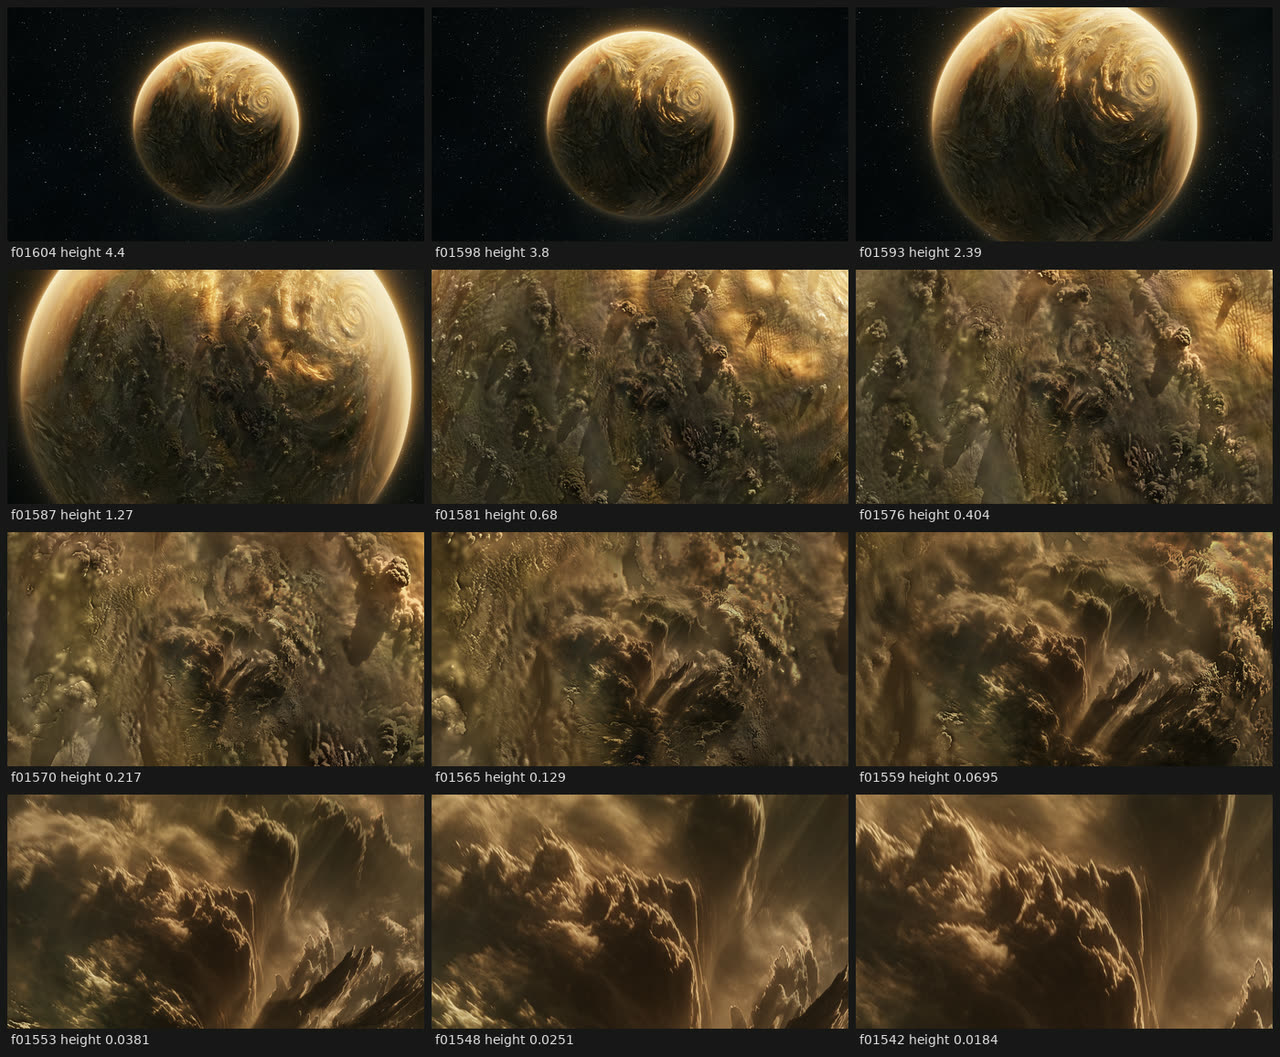 f01604 height 4.4
f01598 height 3.8
f01593 height 2.39
f01587 height 1.27
f01581 height 0.68
f01576 height 0.404
f01570 height 0.217
f01565 height 0.129
f01559 height 0.0695
f01553 height 0.0381
f01548 height 0.0251
f01542 height 0.0184